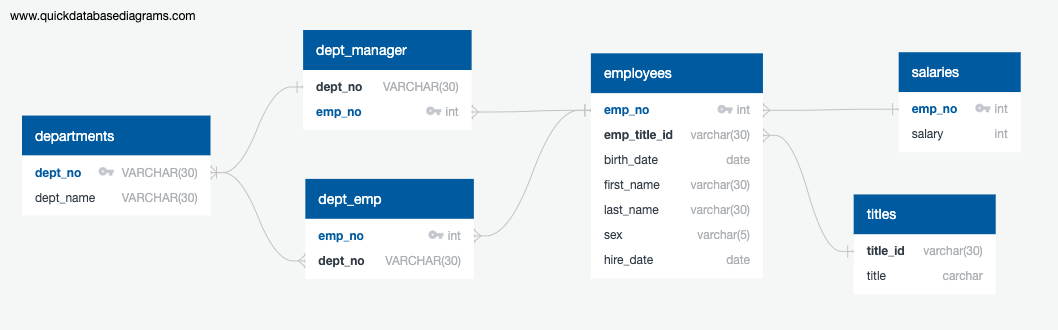 www.quickdatabasediagrams.com
departments
dept_no VARCHAR(30)
dept_name VARCHAR(30)
dept_manager
dept_no VARCHAR(30)
emp_no int
dept_emp
emp_no int
dept_no VARCHAR(30)
employees
emp_no int
emp_title_id varchar(30)
birth_date date
first_name varchar(30)
last_name varchar(30)
sex varchar(5)
hire_date date
salaries
emp_no int
salary int
titles
title_id varchar(30)
title carchar